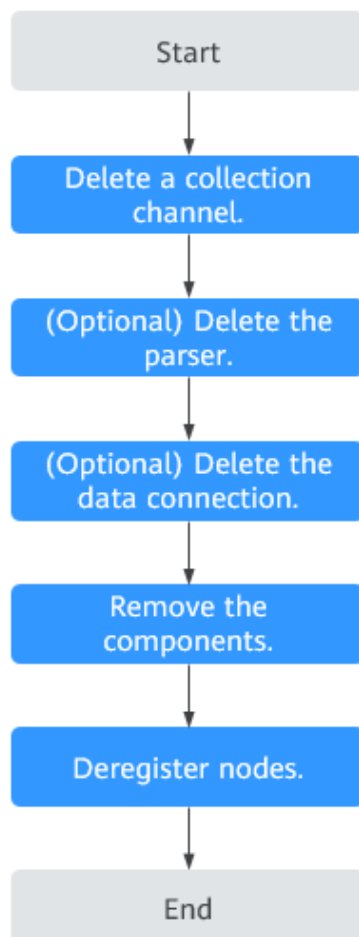 Start
Delete a collection
channel.
(Optional) Delete the
parser.
(Optional) Delete the
data connection.
Remove the
components.
Deregister nodes.
End